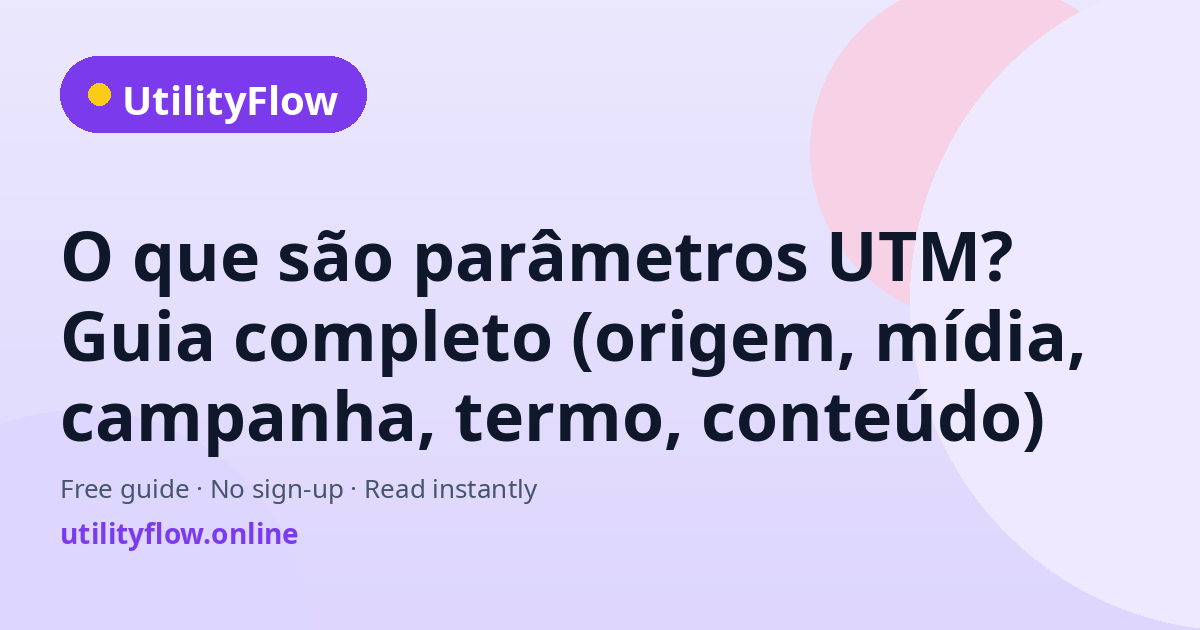 UtilityFlow
O que são parâmetros UTM?
Guia completo (origem, mídia,
campanha, termo, conteúdo)
Free guide · No sign-up · Read instantly
utilityflow.online